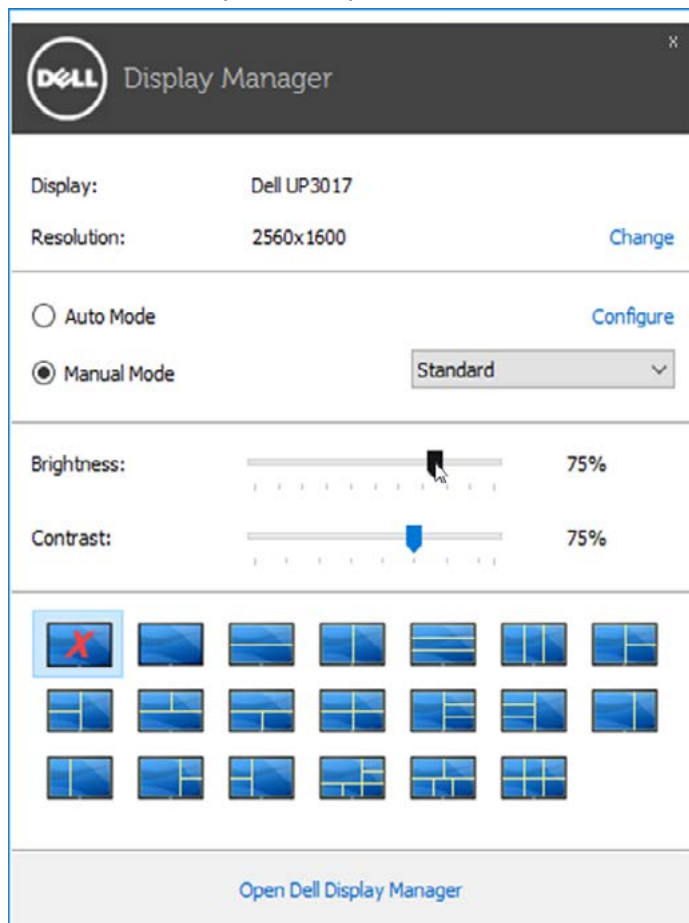 DELL Display Manager x
Display: Dell UP3017
Resolution: 2560x1600 Change
Auto Mode Configure
Manual Mode Standard
Brightness: 75%
Contrast: 75%
Open Dell Display Manager